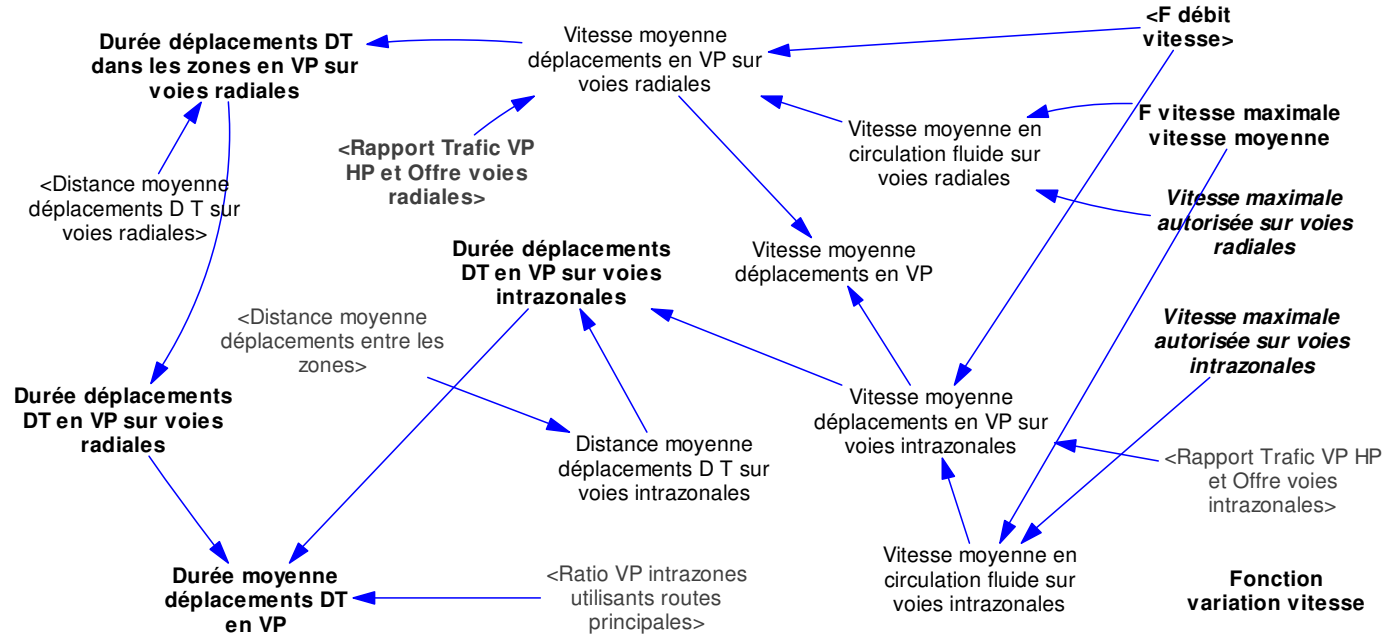 <F débit
vitesse>
Durée déplacements DT
dans les zones en VP sur
voies radiales
Vitesse moyenne
déplacements en VP sur
voies radiales
F vitesse maximale
vitesse moyenne
<Rapport Trafic VP
HP et Offre voies
radiales>
Vitesse moyenne en
circulation fluide sur
voies radiales
<Distance moyenne
déplacements D T sur
voies radiales>
Vitesse maximale
autorisée sur voies
radiales
Durée déplacements
DT en VP sur voies
intrazonales
Vitesse moyenne
déplacements en VP
<Distance moyenne
déplacements entre les
zones>
Vitesse maximale
autorisée sur voies
intrazonales
Durée déplacements
DT en VP sur voies
radiales
Vitesse moyenne
déplacements en VP sur
voies intrazonales
Distance moyenne
déplacements D T sur
voies intrazonales
<Rapport Trafic VP HP
et Offre voies
intrazonales>
Durée moyenne
déplacements DT
en VP
<Ratio VP intrazones
utilisants routes
principales>
Vitesse moyenne en
circulation fluide sur
voies intrazonales
Fonction
variation vitesse